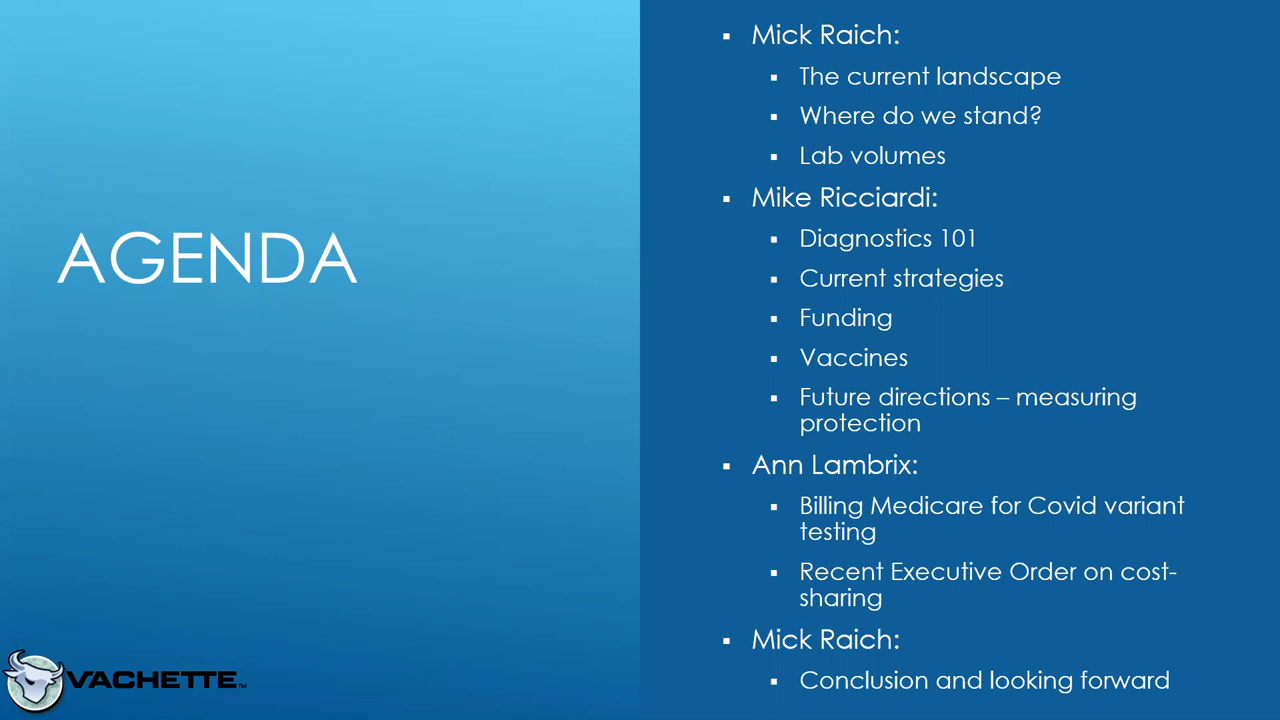 AGENDA
Mick Raich:
The current landscape
Where do we stand?
Lab volumes
Mike Ricciardi:
Diagnostics 101
Current strategies
Funding
Vaccines
Future directions – measuring
protection
Ann Lambrix:
Billing Medicare for Covid variant
testing
Recent Executive Order on cost-
sharing
Mick Raich:
Conclusion and looking forward
VACHETTE™